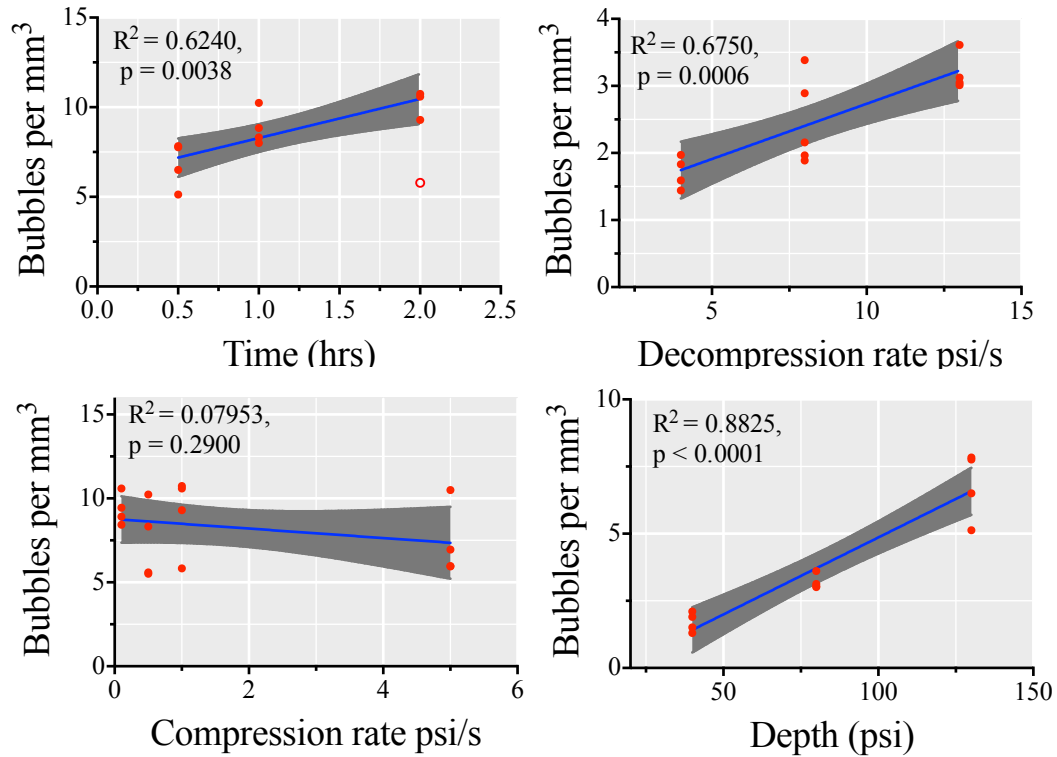 Bubbles per mm³
R² = 0.6240,
p = 0.0038
15
10
5
0
0.0 0.5 1.0 1.5 2.0 2.5
Time (hrs)
Bubbles per mm³
R² = 0.6750,
p = 0.0006
4
3
2
1
0
5 10 15
Decompression rate psi/s
Bubbles per mm³
R² = 0.07953,
p = 0.2900
15
10
5
0
0 2 4 6
Compression rate psi/s
Bubbles per mm³
R² = 0.8825,
p < 0.0001
10
5
0
50 100 150
Depth (psi)